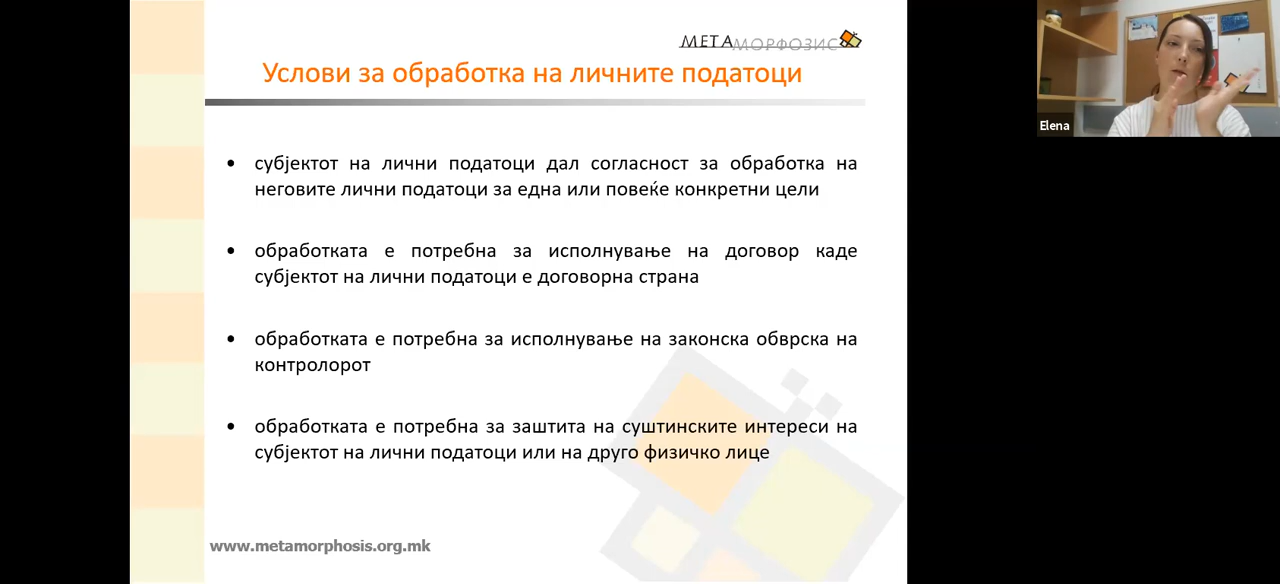 МЕТАМОРФОЗИС
Услови за обработка на личните податоци
Elena
• субјектот на лични податоци дал согласност за обработка на
неговите лични податоци за една или повеќе конкретни цели
• обработката е потребна за исполнување на договор каде
субјектот на лични податоци е договорна страна
• обработката е потребна за исполнување на законска обврска на
контролорот
• обработката е потребна за заштита на суштинските интереси на
субјектот на лични податоци или на друго физичко лице
www.metamorphosis.org.mk